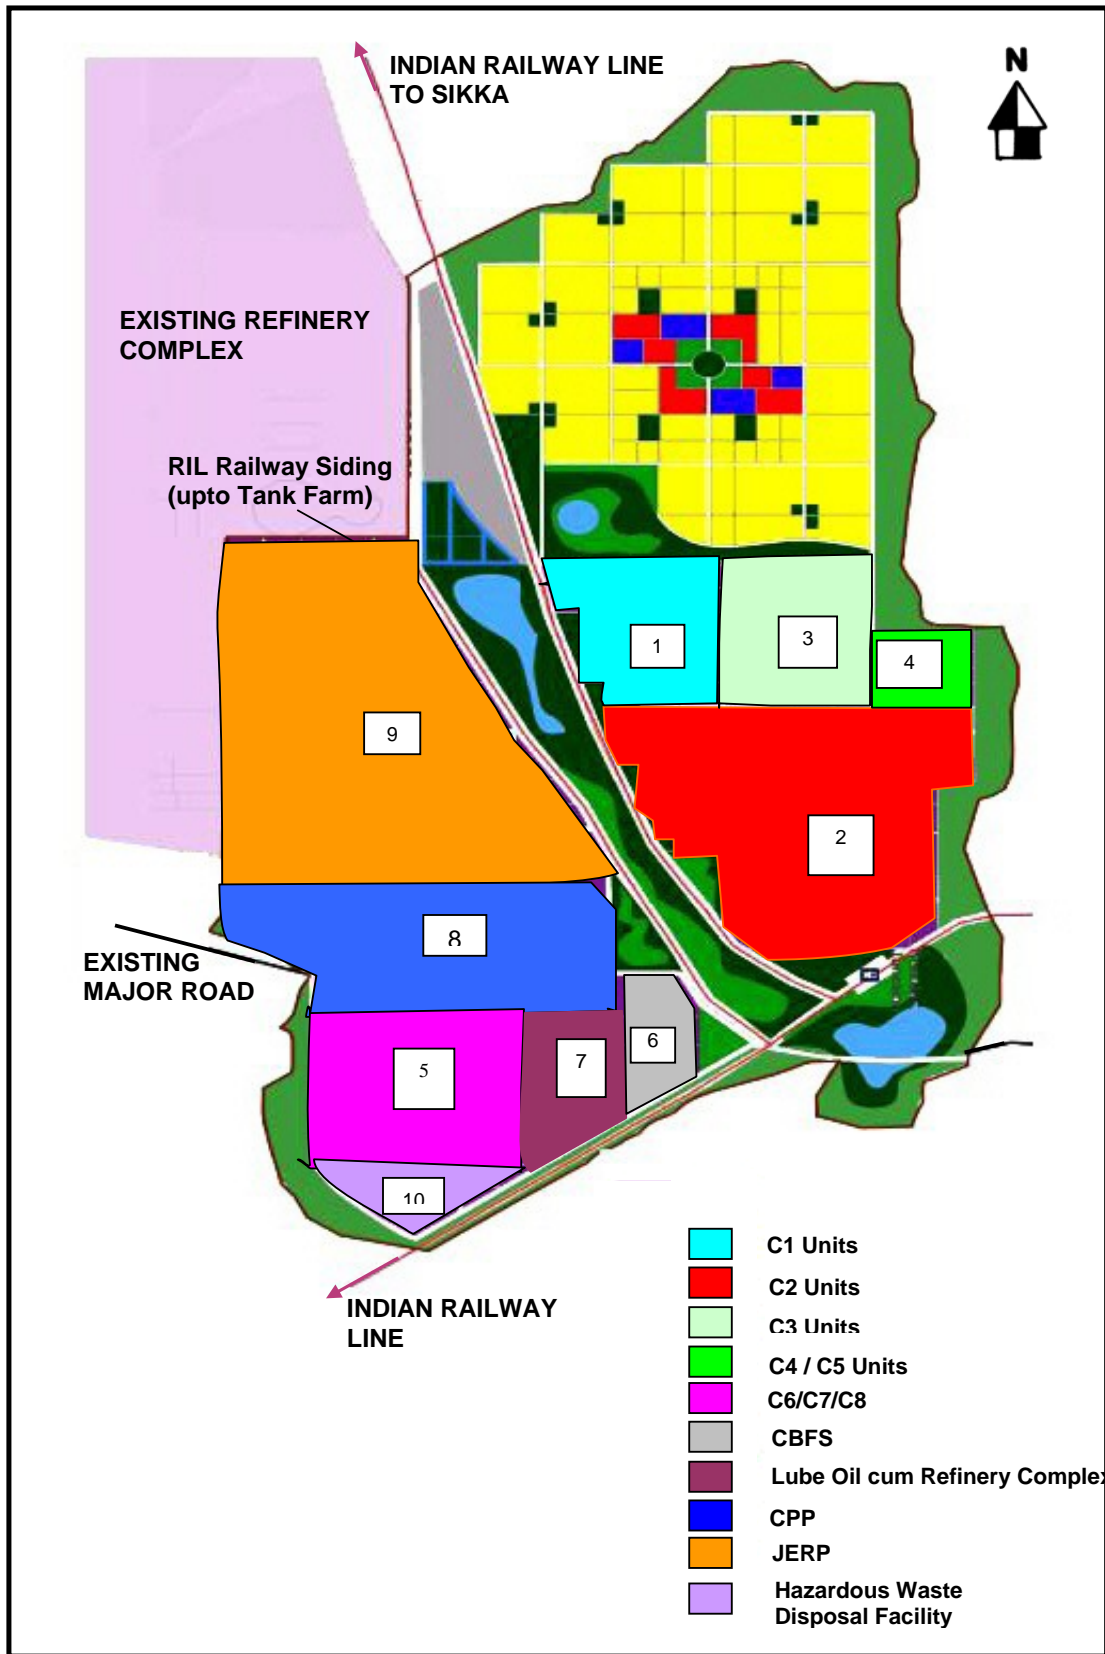 INDIAN RAILWAY LINE
TO SIKKA
N
EXISTING REFINERY
COMPLEX
RIL Railway Siding
(upto Tank Farm)
1
3
4
9
2
8
EXISTING
MAJOR ROAD
5
7
6
10
INDIAN RAILWAY
LINE
C1 Units
C2 Units
C3 Units
C4 / C5 Units
C6/C7/C8
CBFS
Lube Oil cum Refinery Complex
CPP
JERP
Hazardous Waste
Disposal Facility